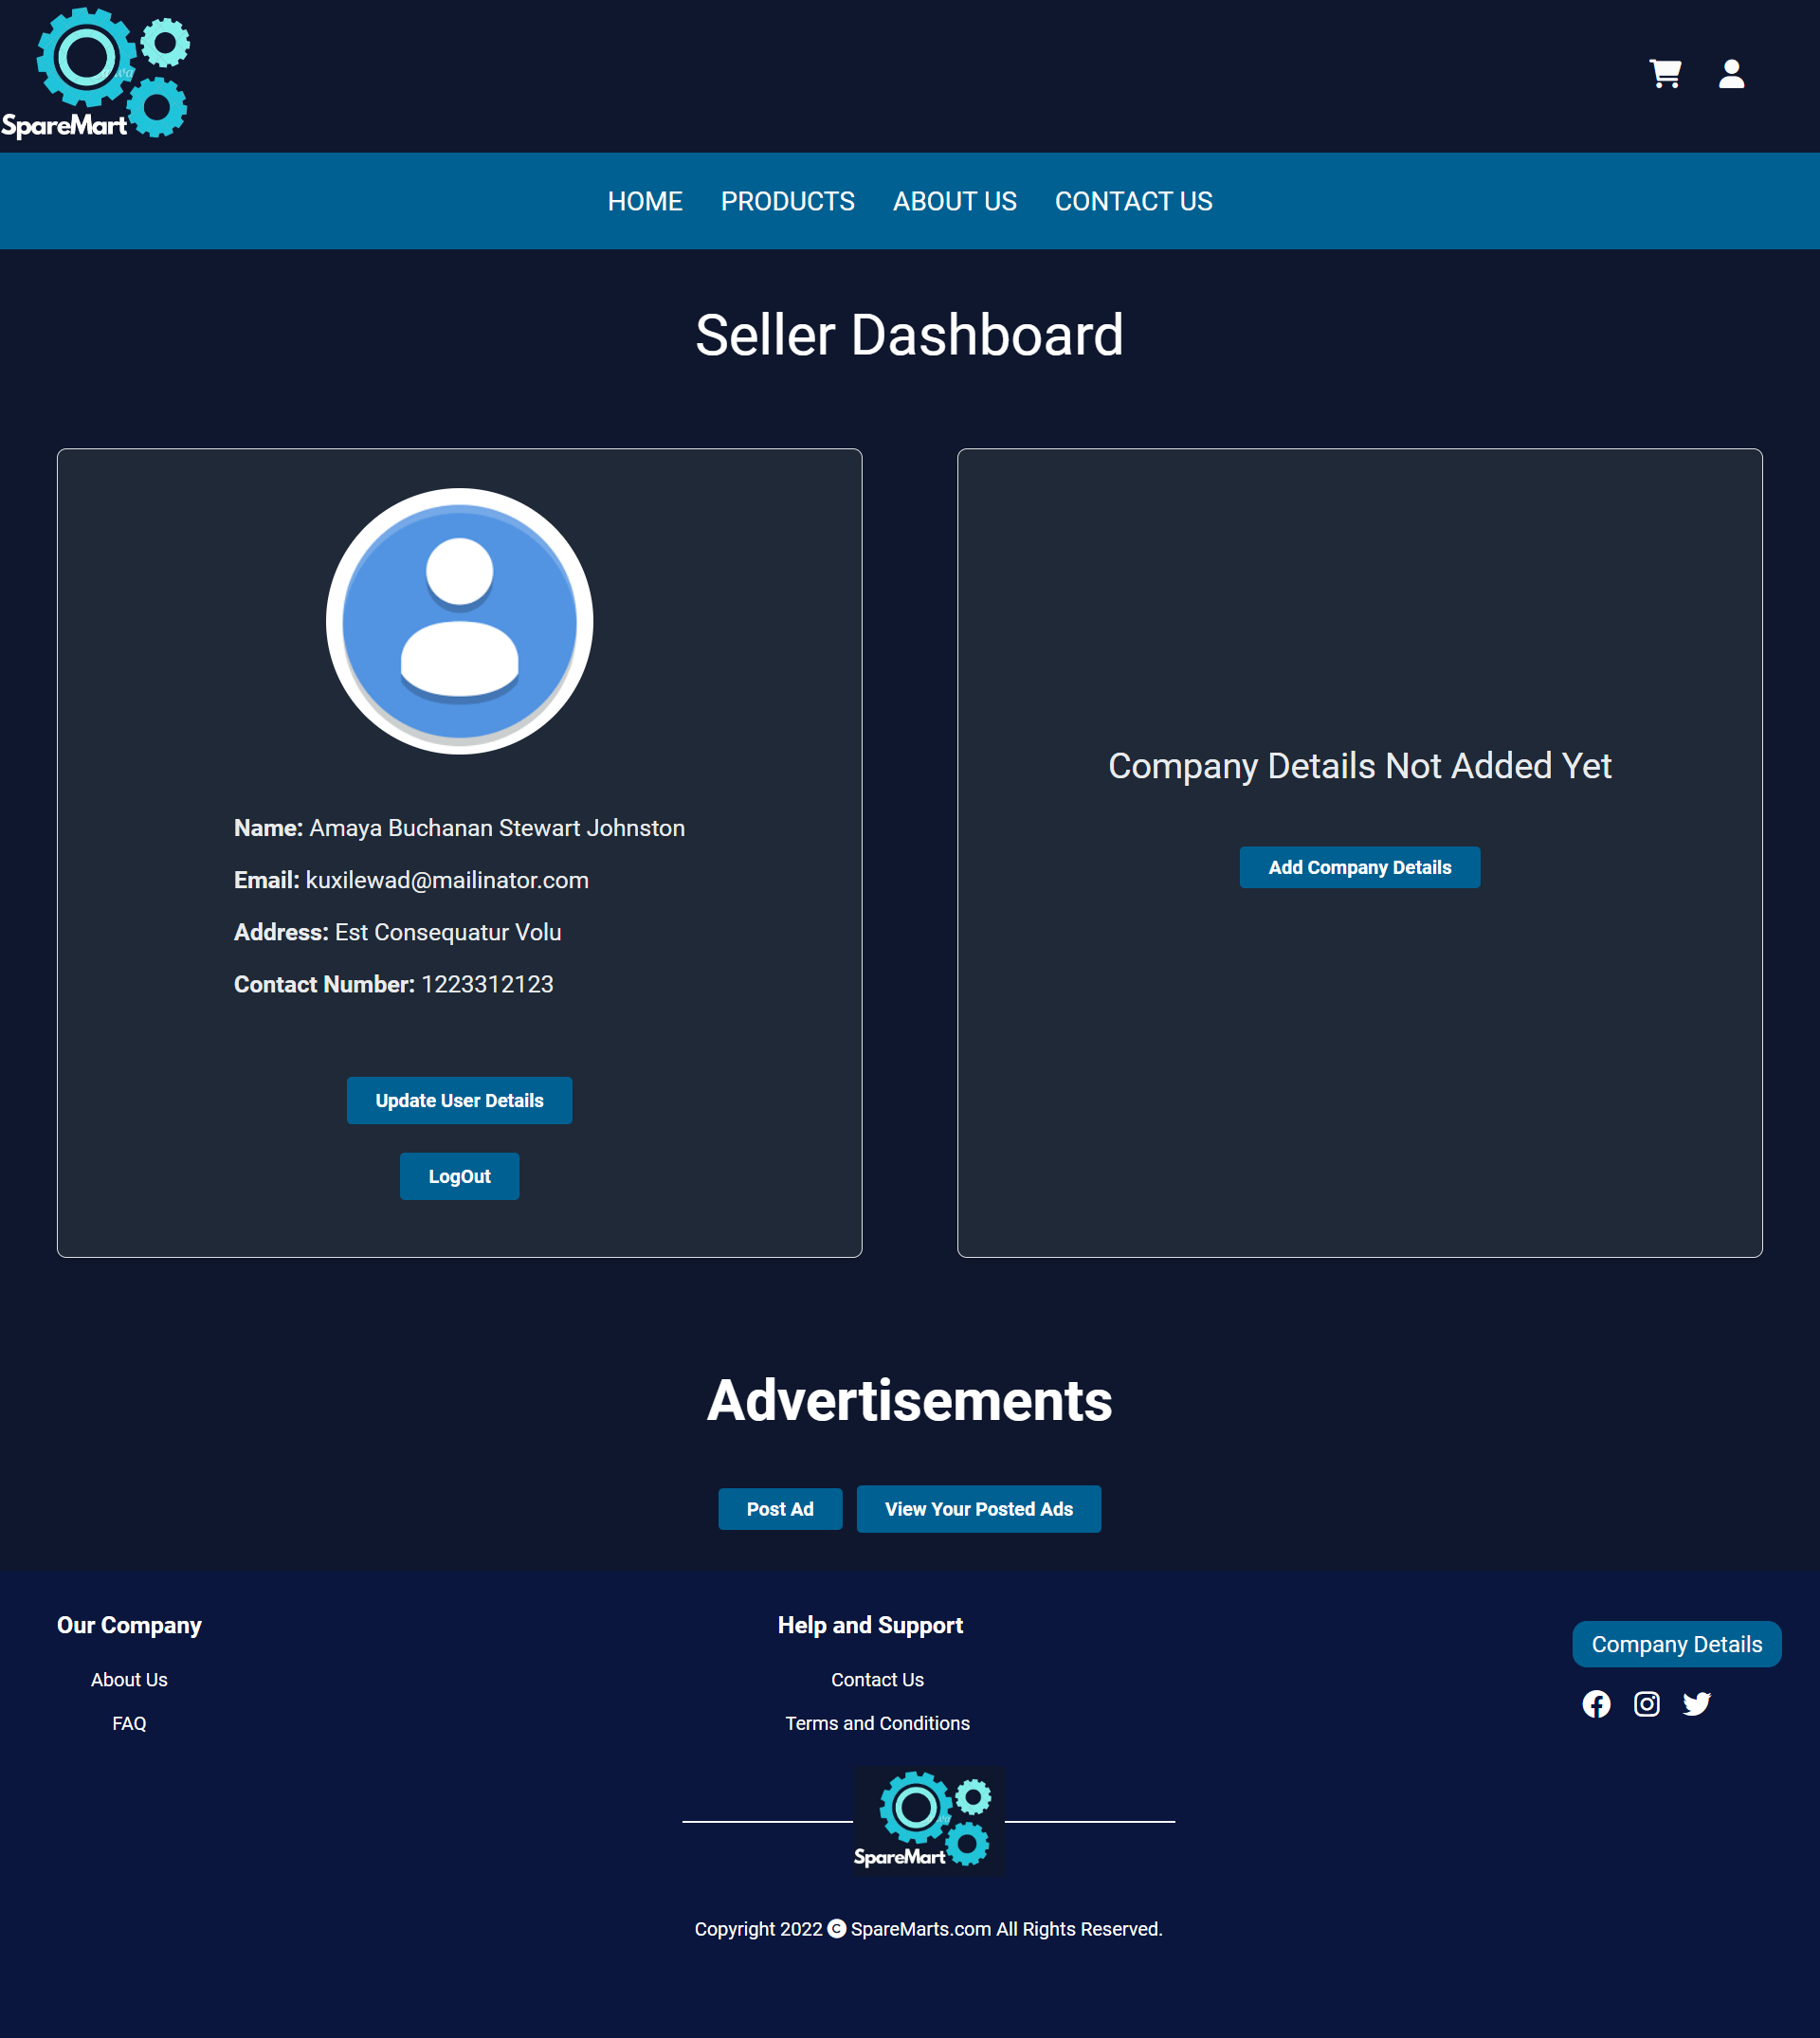 SpareMart
HOME PRODUCTS ABOUT US CONTACT US
Seller Dashboard
Name: Amaya Buchanan Stewart Johnston
Email: kuxilewad@mailinator.com
Address: Est Consequatur Volu
Contact Number: 1223312123
Update User Details
LogOut
Company Details Not Added Yet
Add Company Details
Advertisements
Post Ad
View Your Posted Ads
Our Company
About Us
FAQ
Help and Support
Contact Us
Terms and Conditions
Company Details
SpareMart
Copyright 2022 © SpareMarts.com All Rights Reserved.